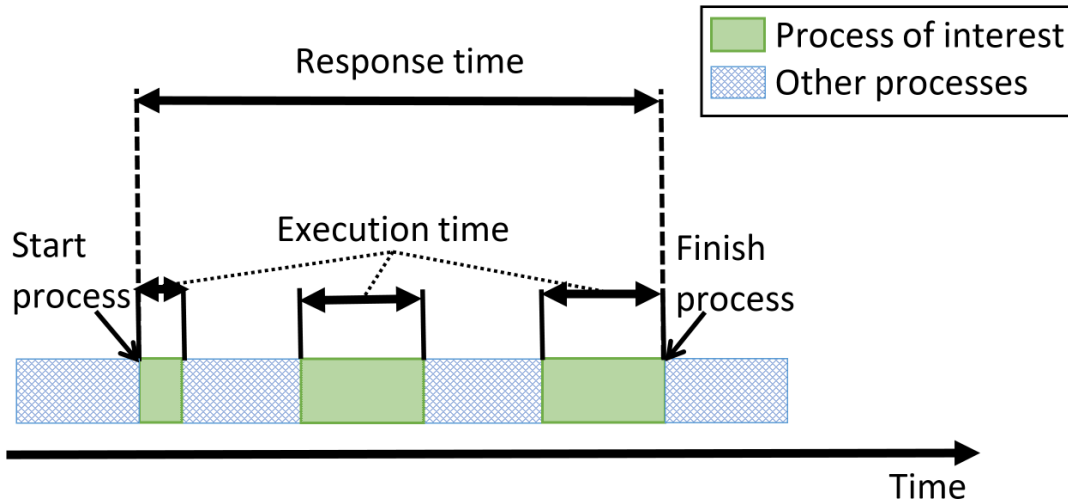 Process of interest
Other processes
Response time
Start
process
Execution time
Finish
process
Time